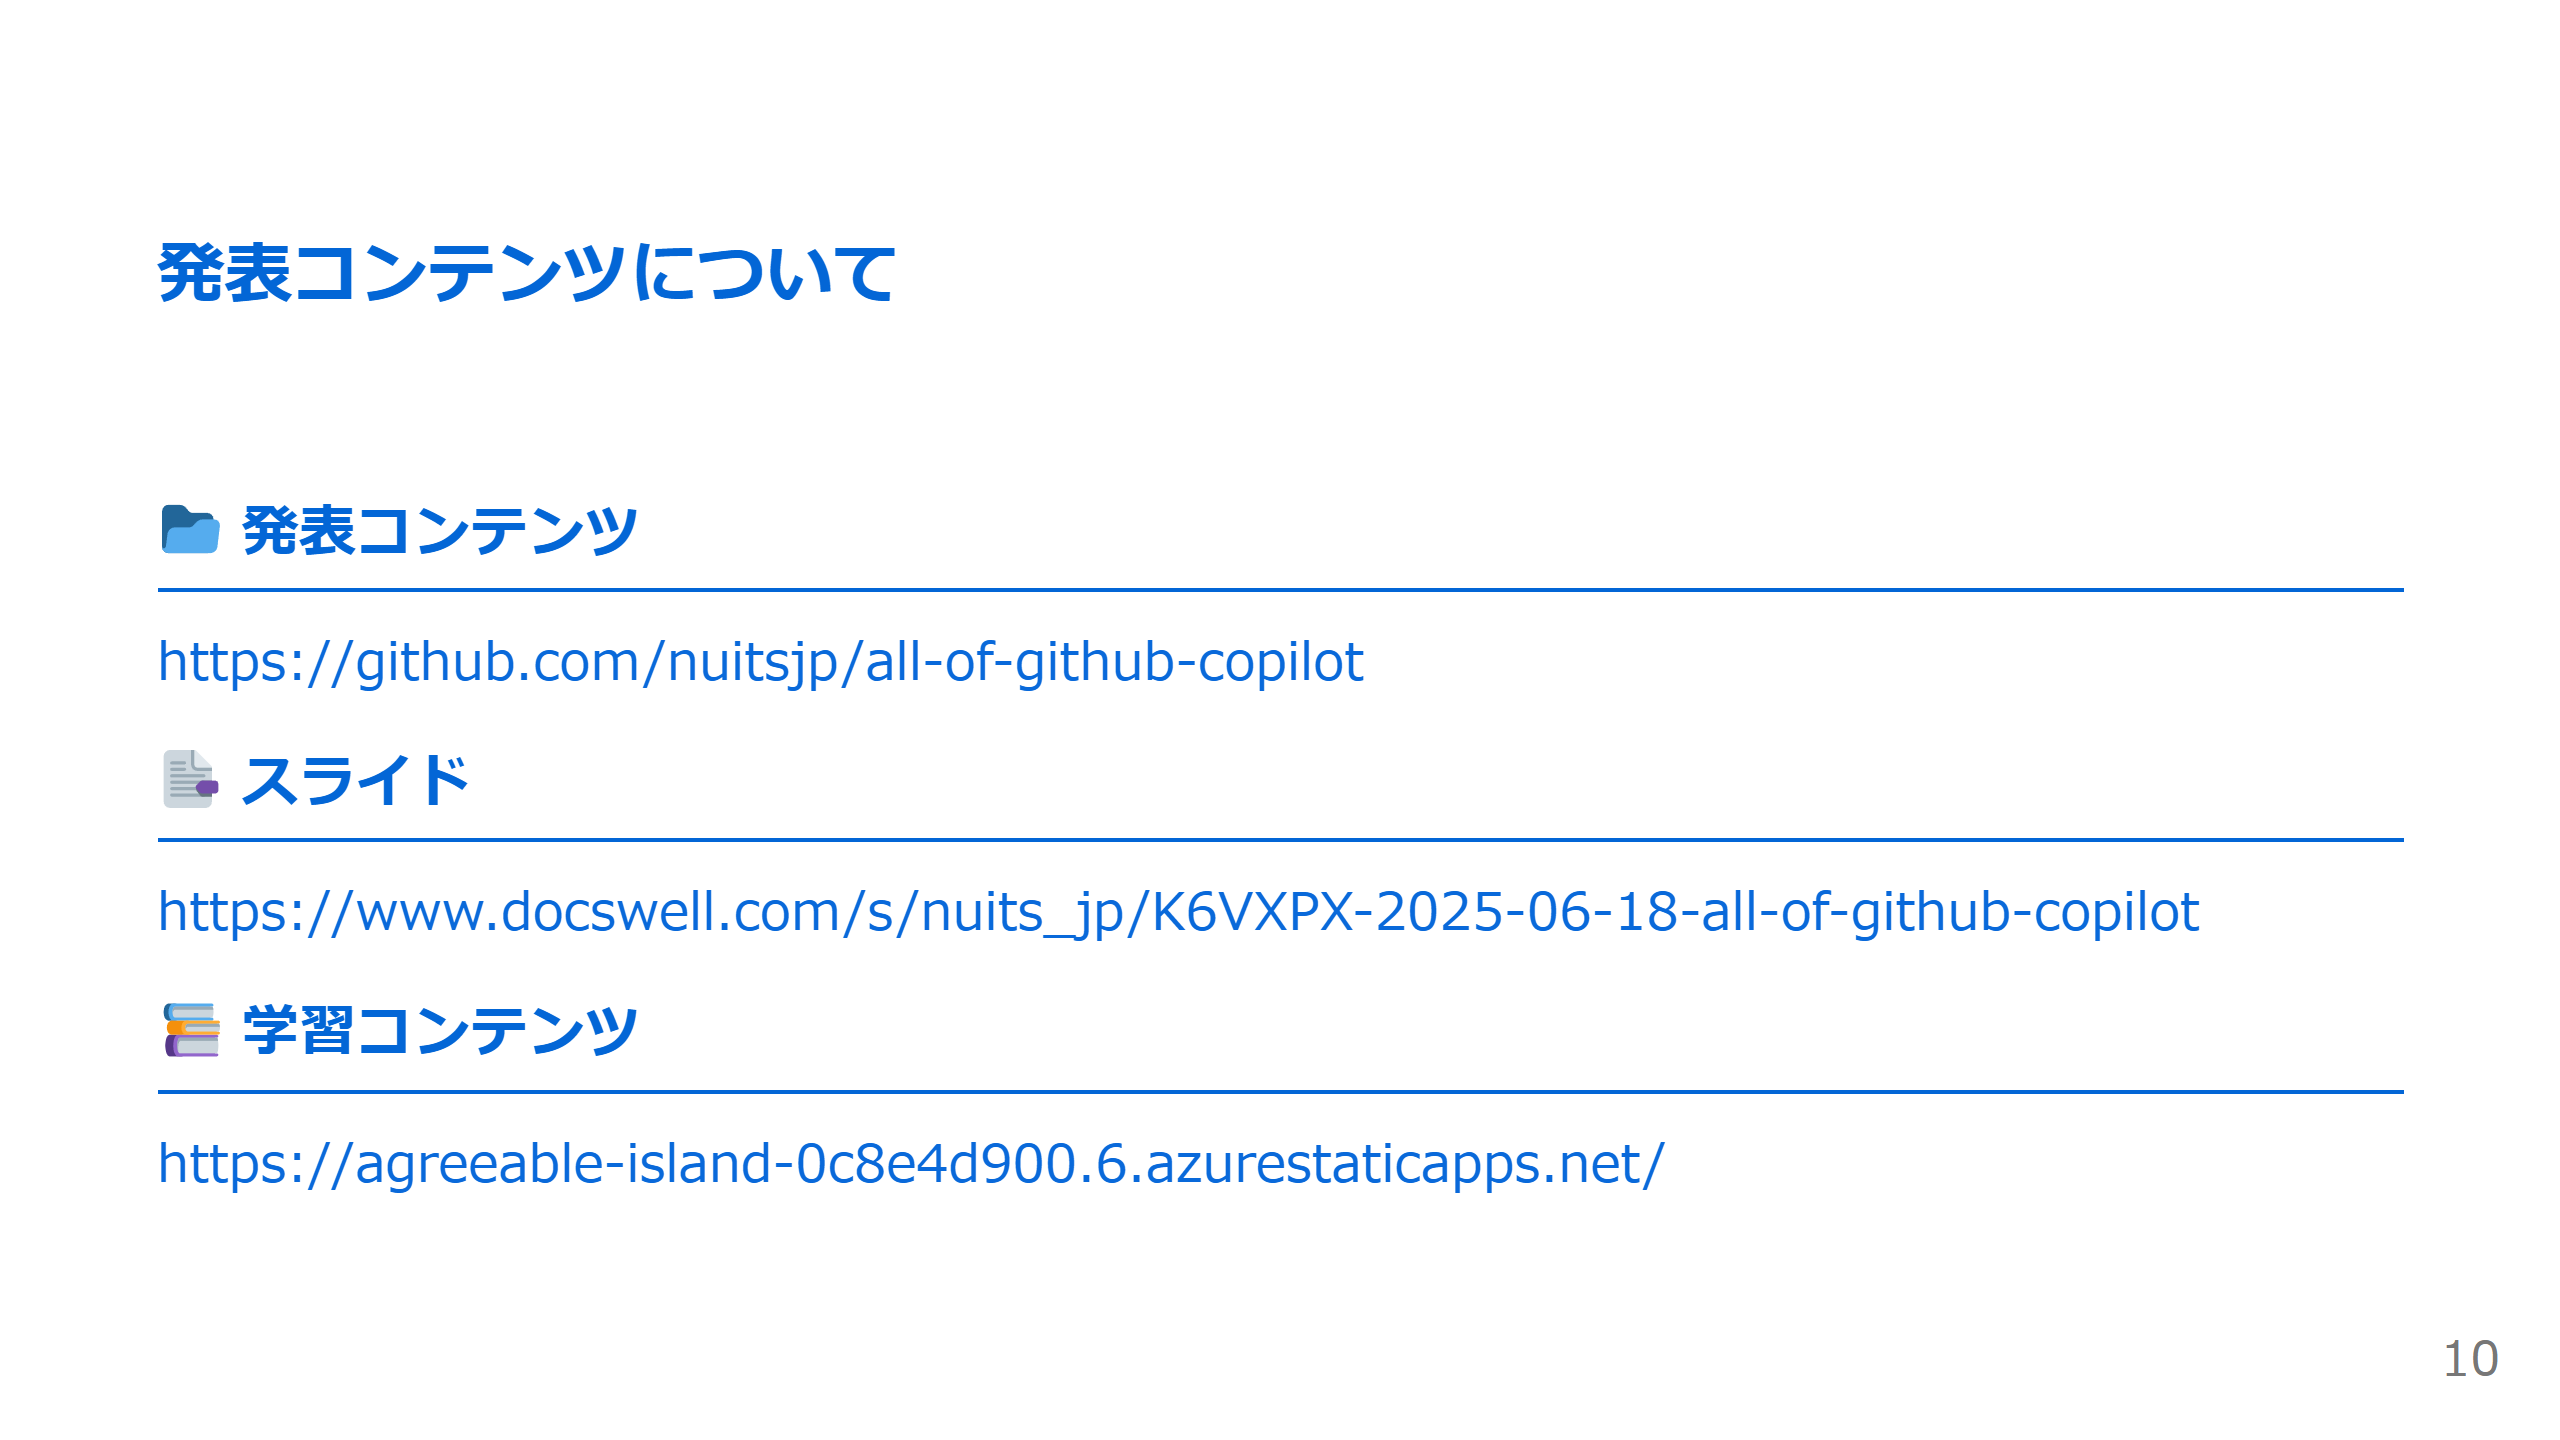 発表コンテンツについて
発表コンテンツ
https://github.com/nuitsjp/all-of-github-copilot
スライド
https://www.docswell.com/s/nuits_jp/K6VXPX-2025-06-18-all-of-github-copilot
学習コンテンツ
https://agreeable-island-0c8e4d900.6.azurestaticapps.net/
10